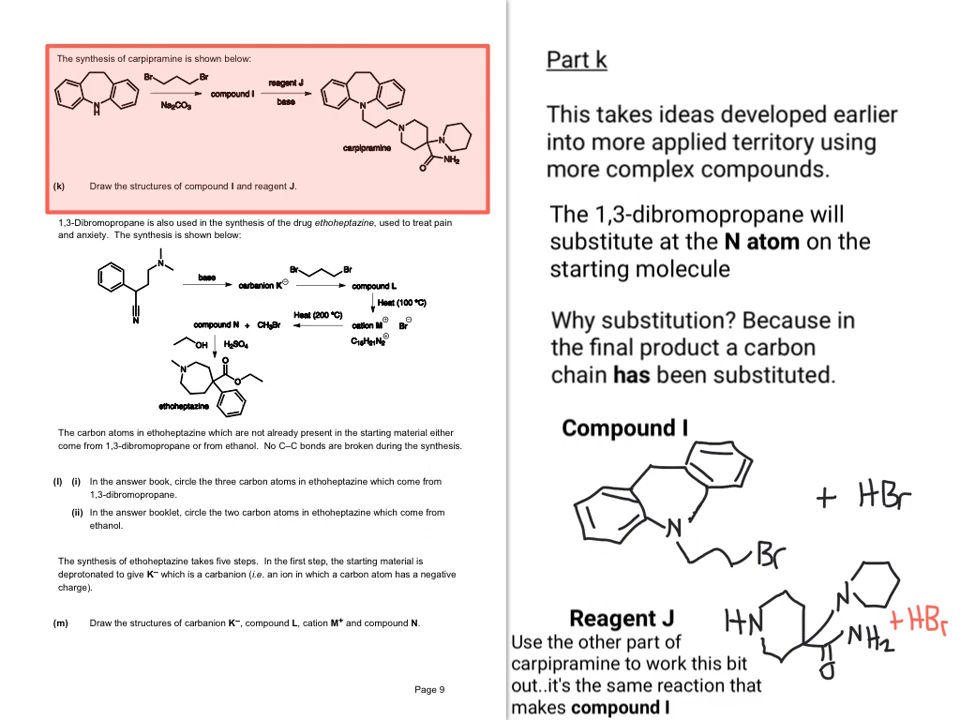 The synthesis of carpipramine is shown below:
Br Br
reagent J
compound I
Na₂CO₃
base
N
H
N
N
N
carpipramine
NH₂
O
(k) Draw the structures of compound I and reagent J.
1,3-Dibromopropane is also used in the synthesis of the drug ethoheptazine, used to treat pain
and anxiety. The synthesis is shown below:
N
base
carbanion K⊖
Br Br
compound L
N
Heat (100 °C)
compound N + CH₃Br
Heat (200 °C)
cation M⊕ Br⊖
C₁₆H₂₁N₂⊕
OH H₂SO₄
N
O
O
ethoheptazine
The carbon atoms in ethoheptazine which are not already present in the starting material either
come from 1,3-dibromopropane or from ethanol. No C–C bonds are broken during the synthesis.
(l) (i) In the answer book, circle the three carbon atoms in ethoheptazine which come from
1,3-dibromopropane.
(ii) In the answer booklet, circle the two carbon atoms in ethoheptazine which come from
ethanol.
The synthesis of ethoheptazine takes five steps. In the first step, the starting material is
deprotonated to give K⁻ which is a carbanion (i.e. an ion in which a carbon atom has a negative
charge).
(m) Draw the structures of carbanion K⁻, compound L, cation M⁺ and compound N.
Page 9
Part k
This takes ideas developed earlier
into more applied territory using
more complex compounds.
The 1,3-dibromopropane will
substitute at the N atom on the
starting molecule
Why substitution? Because in
the final product a carbon
chain has been substituted.
Compound I
+ HBr
N
Br
Reagent J
HN
N
NH₂
O
+ HBr
Use the other part of
carpipramine to work this bit
out..it's the same reaction that
makes compound I